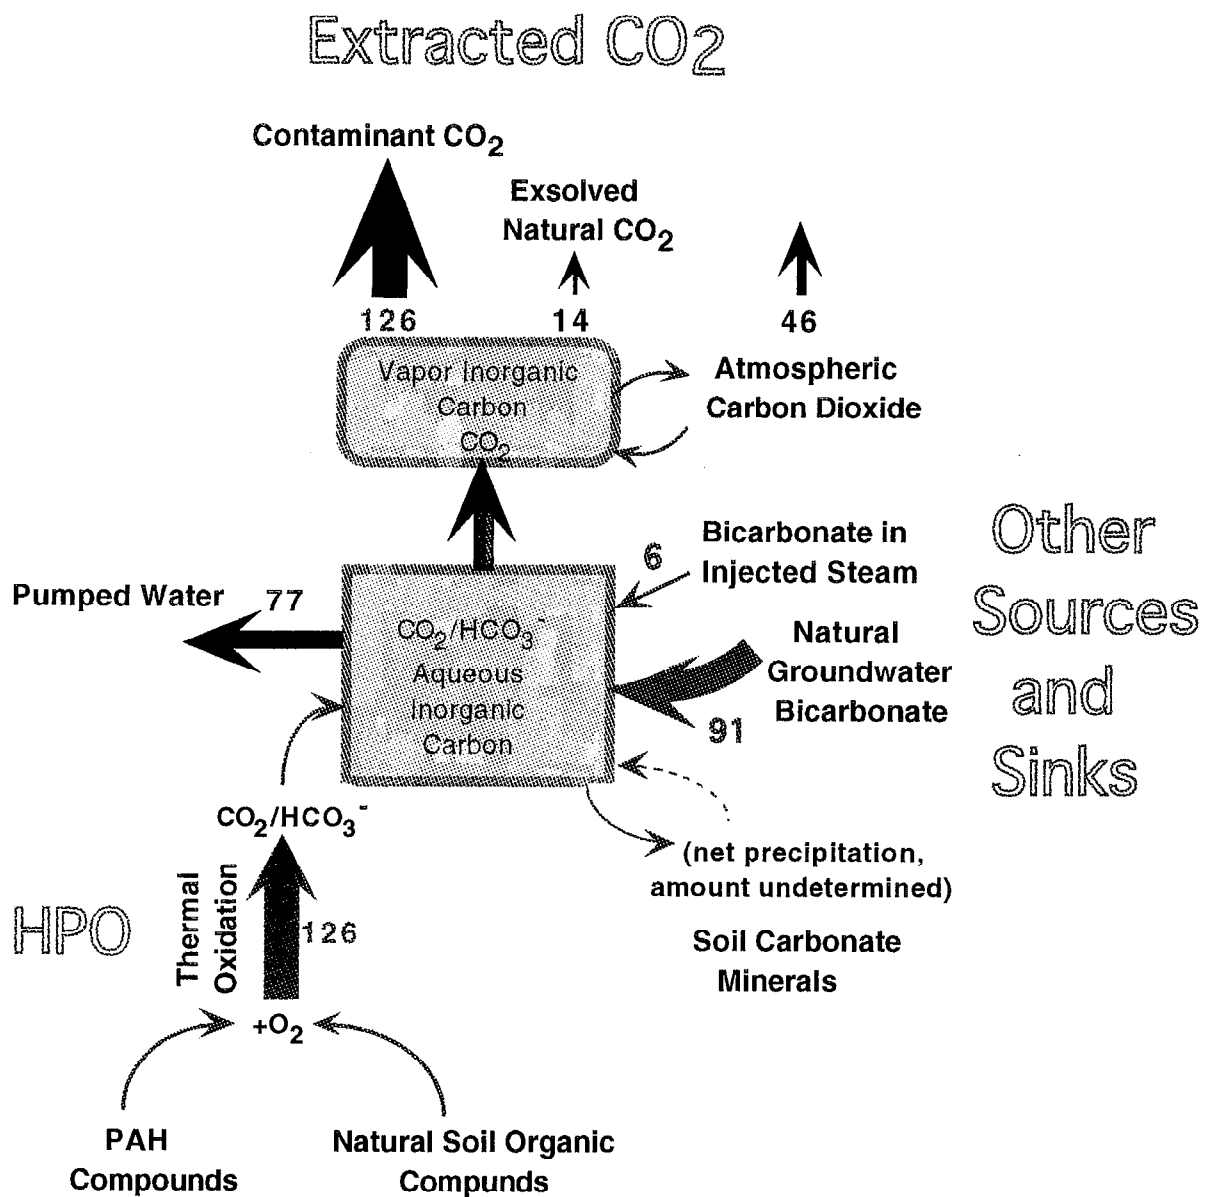 Extracted CO2
Contaminant CO2
Exsolved
Natural CO2
126
14
46
Vapor Inorganic
Carbon
CO2
Atmospheric
Carbon Dioxide
Bicarbonate in
Injected Steam
6
Pumped Water
77
CO2/HCO3-
Aqueous
Inorganic
Carbon
Natural
Groundwater
Bicarbonate
91
Other
Sources
and
Sinks
CO2/HCO3-
(net precipitation,
amount undetermined)
Soil Carbonate
Minerals
HPO
Thermal
Oxidation
126
+O2
PAH
Compounds
Natural Soil Organic
Compunds